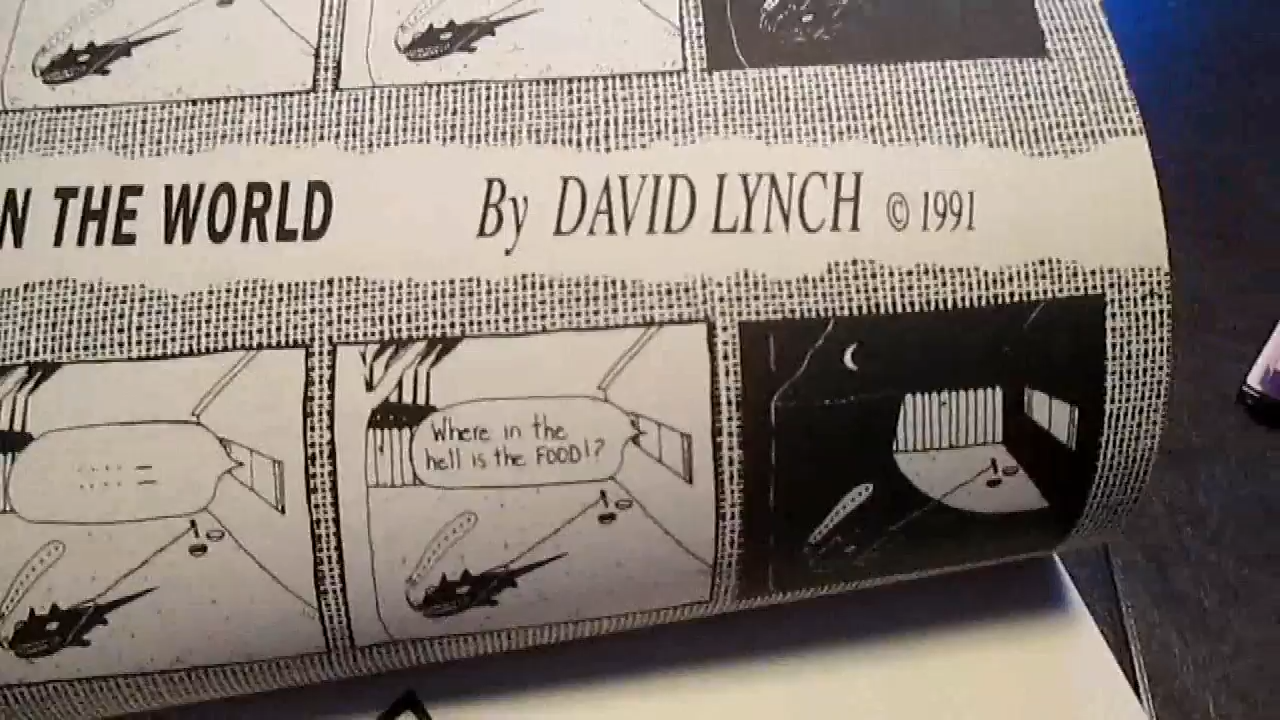 N THE WORLD By DAVID LYNCH © 1991
Where in the
hell is the FOOD!?